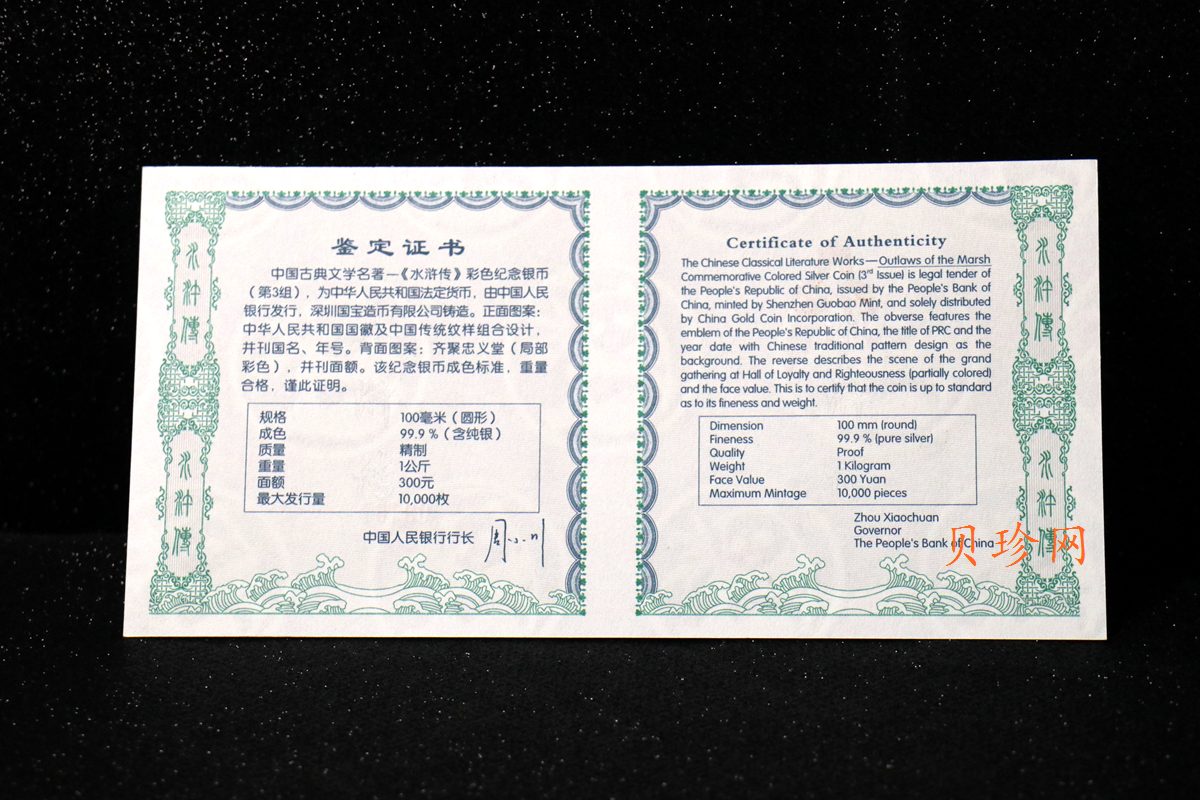 鉴定证书
中国古典文学名著—《水浒传》彩色纪念银币
（第3组），为中华人民共和国法定货币，由中国人民
银行发行，深圳国宝造币有限公司铸造。正面图案：
中华人民共和国国徽及中国传统纹样组合设计，
并刊国名、年号。背面图案：齐聚忠义堂（局部
彩色），并刊面额。该纪念银币成色标准，重量
合格，谨此证明。
规格 100毫米（圆形）
成色 99.9％（含纯银）
质量 精制
重量 1公斤
面额 300元
最大发行量 10,000枚
中国人民银行行长 周小川
水浒傳
水浒傳
Certificate of Authenticity
The Chinese Classical Literature Works—Outlaws of the Marsh
Commemorative Colored Silver Coin (3rd Issue) is legal tender of
the People's Republic of China, issued by the People's Bank of
China, minted by Shenzhen Guobao Mint, and solely distributed
by China Gold Coin Incorporation. The obverse features the
emblem of the People's Republic of China, the title of PRC and the
year date with Chinese traditional pattern design as the
background. The reverse describes the scene of the grand
gathering at Hall of Loyalty and Righteousness (partially colored)
and the face value. This is to certify that the coin is up to standard
as to its fineness and weight.
Dimension 100 mm (round)
Fineness 99.9 % (pure silver)
Quality Proof
Weight 1 Kilogram
Face Value 300 Yuan
Maximum Mintage 10,000 pieces
Zhou Xiaochuan
Governor
The People's Bank of China
水浒傳
水浒傳
贝珍网